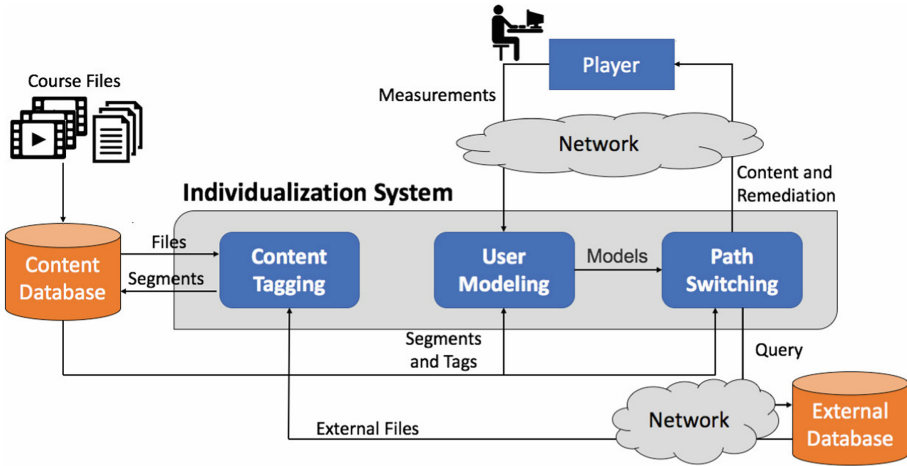 Course Files
Player
Measurements
Network
Content and
Remediation
Individualization System
Content
Database
Files
Segments
Content
Tagging
User
Modeling
Models
Path
Switching
Segments
and Tags
Query
External Files
Network
External
Database